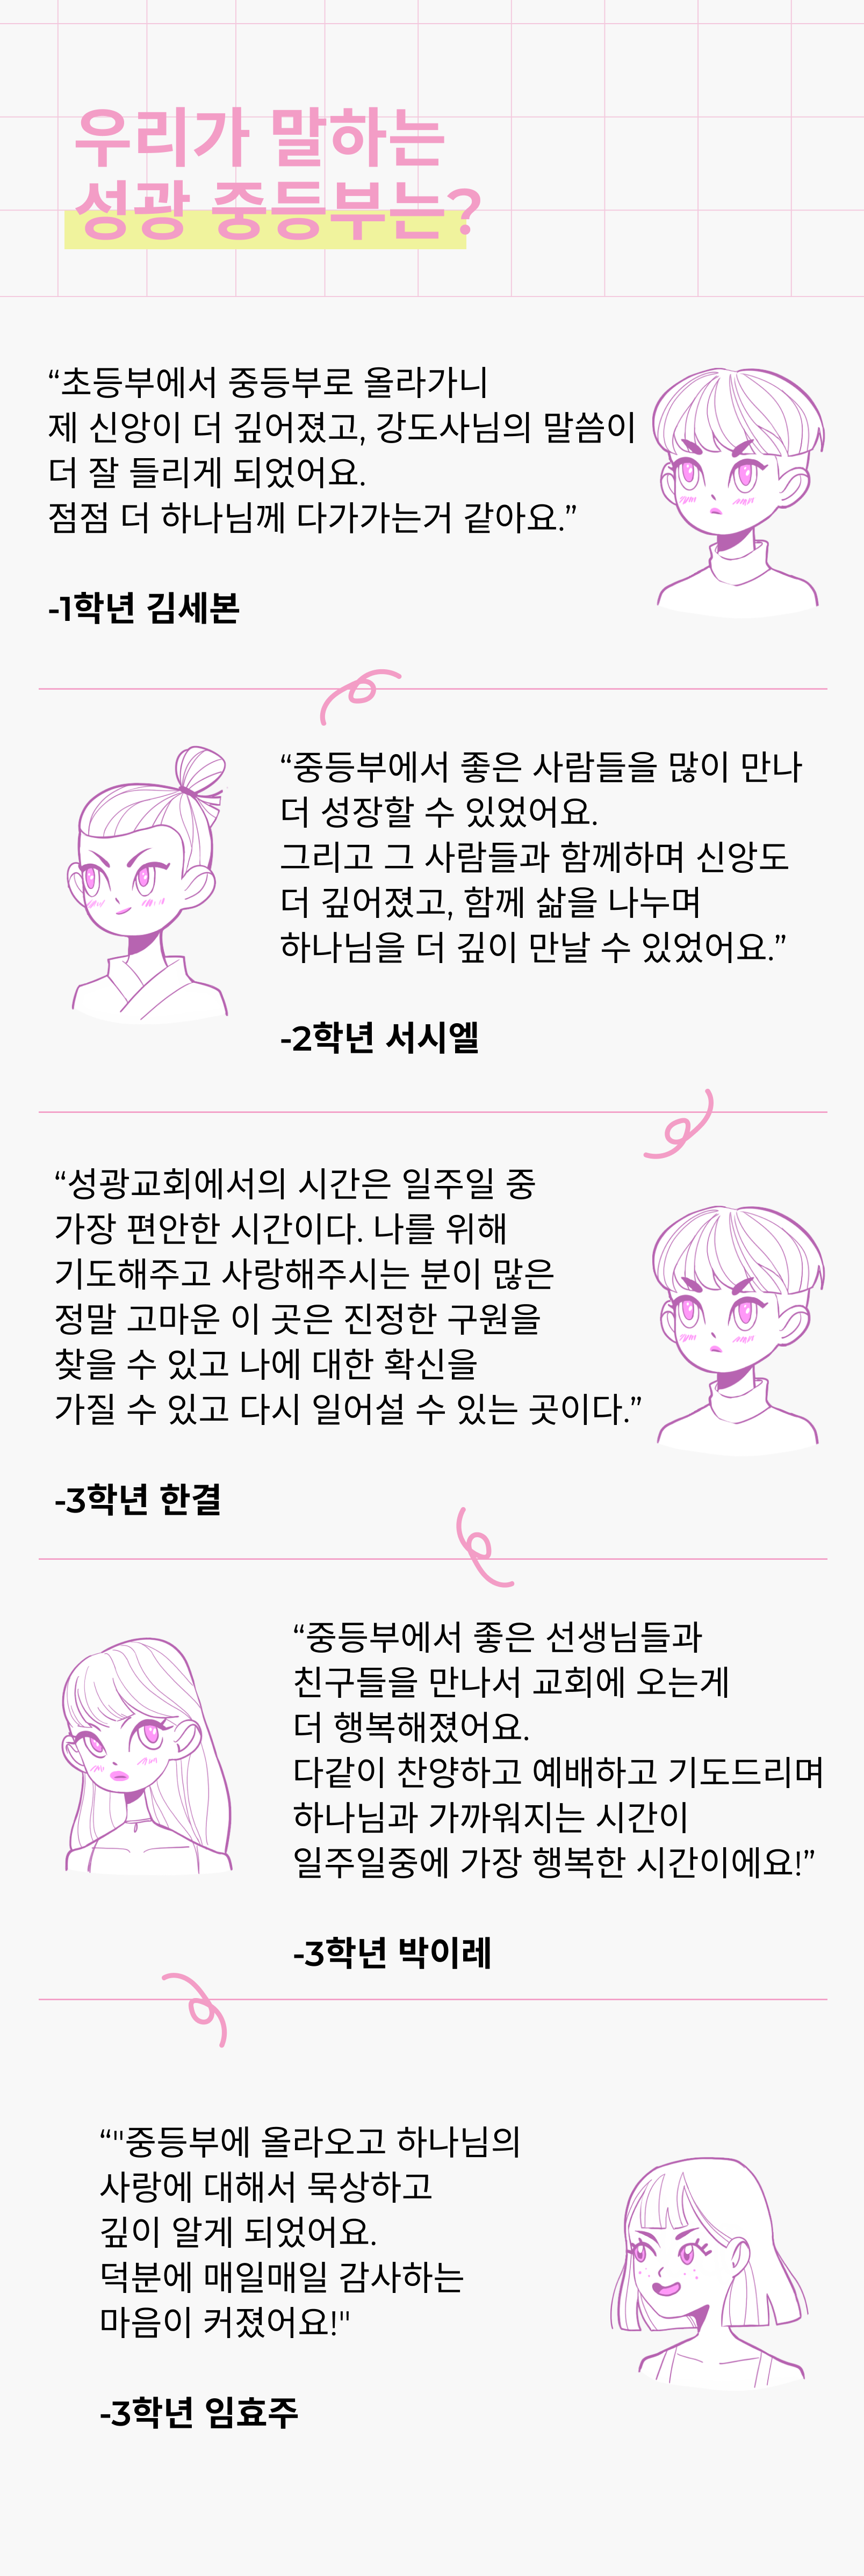 우리가 말하는
성광 중등부는?
“초등부에서 중등부로 올라가니
제 신앙이 더 깊어졌고, 강도사님의 말씀이
더 잘 들리게 되었어요.
점점 더 하나님께 다가가는거 같아요.”
-1학년 김세본
“중등부에서 좋은 사람들을 많이 만나
더 성장할 수 있었어요.
그리고 그 사람들과 함께하며 신앙도
더 깊어졌고, 함께 삶을 나누며
하나님을 더 깊이 만날 수 있었어요.”
-2학년 서시엘
“성광교회에서의 시간은 일주일 중
가장 편안한 시간이다. 나를 위해
기도해주고 사랑해주시는 분이 많은
정말 고마운 이 곳은 진정한 구원을
찾을 수 있고 나에 대한 확신을
가질 수 있고 다시 일어설 수 있는 곳이다.”
-3학년 한결
“중등부에서 좋은 선생님들과
친구들을 만나서 교회에 오는게
더 행복해졌어요.
다같이 찬양하고 예배하고 기도드리며
하나님과 가까워지는 시간이
일주일중에 가장 행복한 시간이에요!”
-3학년 박이레
“"중등부에 올라오고 하나님의
사랑에 대해서 묵상하고
깊이 알게 되었어요.
덕분에 매일매일 감사하는
마음이 커졌어요!"
-3학년 임효주